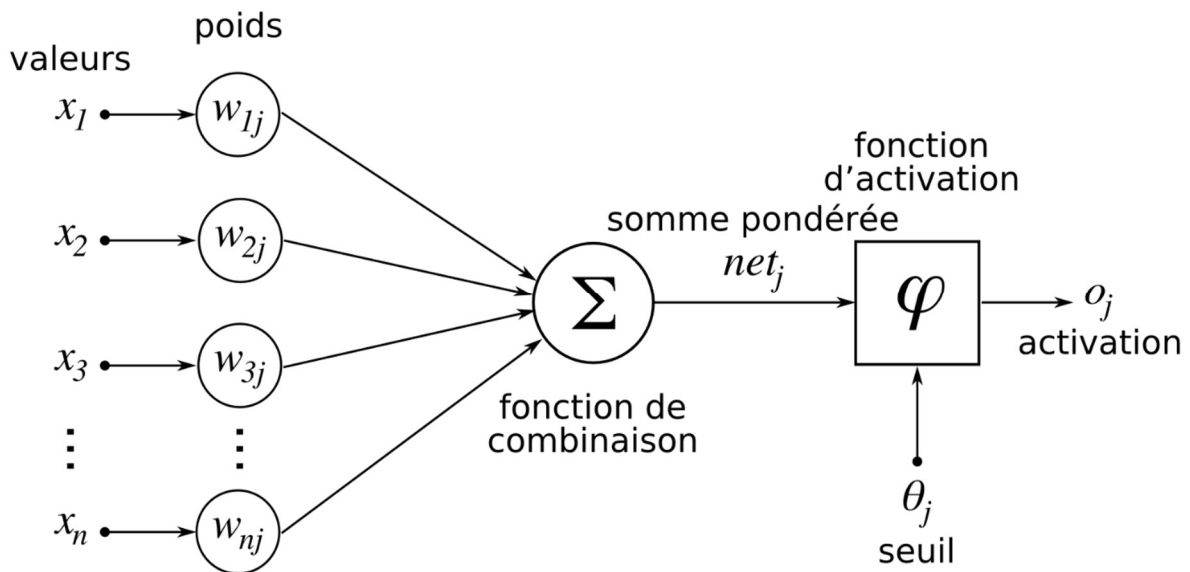 poids
valeurs
x1
w1j
x2
w2j
x3
w3j
⋮
⋮
xn
wnj
Σ
fonction de
combinaison
somme pondérée
netj
fonction
d’activation
φ
oj
activation
θj
seuil